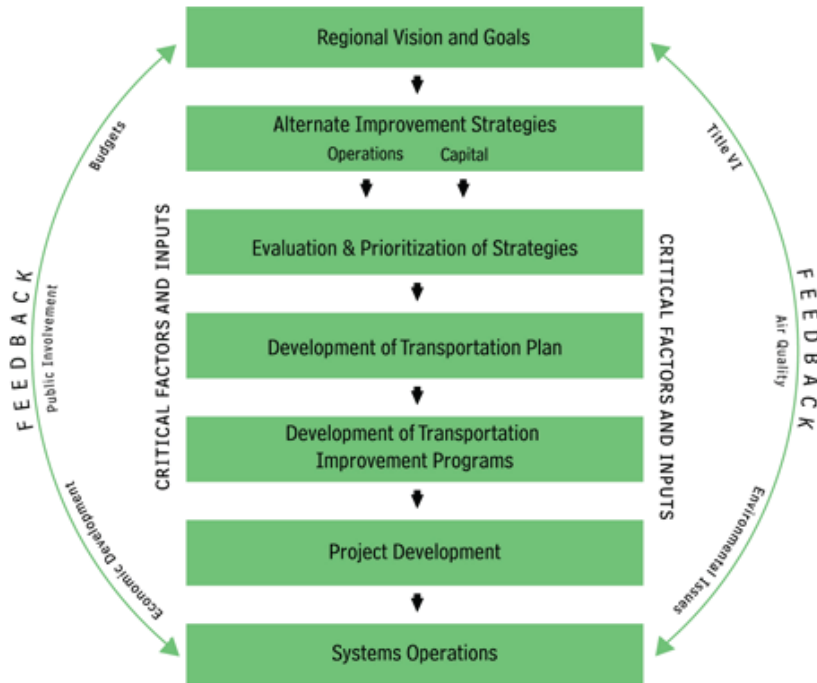 Regional Vision and Goals
Alternate Improvement Strategies
Operations Capital
Evaluation & Prioritization of Strategies
Development of Transportation Plan
Development of Transportation
Improvement Programs
Project Development
Systems Operations
FEEDBACK
Budgets
Public Involvement
Economic Development
CRITICAL FACTORS AND INPUTS
CRITICAL FACTORS AND INPUTS
Title VI
Air Quality
Environmental Issues
FEEDBACK